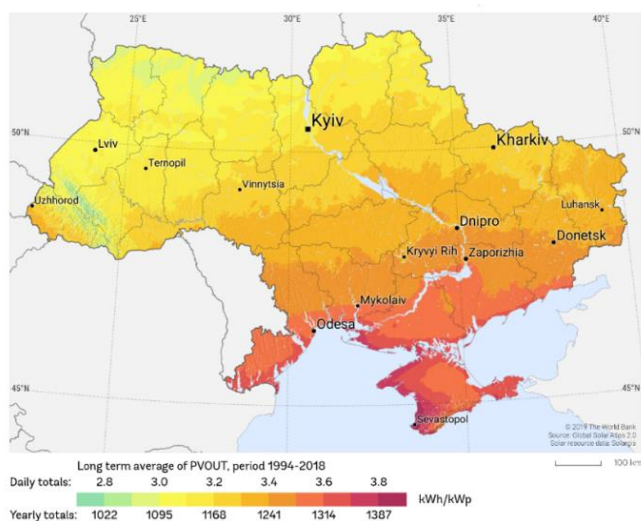 25°E 30°E 35°E 40°E
50°N
50°N
45°N
45°N
Kyiv
Lviv
Ternopil
Kharkiv
Vinnytsia
Uzhhorod
Luhansk
Dnipro
Donetsk
Kryvyi Rih
Zaporizhia
Mykolaiv
Odesa
Sevastopol
© 2019 The World Bank
Source: Global Solar Atlas 2.0
Solar resource data: Solargis
100 km
Long term average of PVOUT, period 1994-2018
Daily totals: 2.8 3.0 3.2 3.4 3.6 3.8
kWh/kWp
Yearly totals: 1022 1095 1168 1241 1314 1387